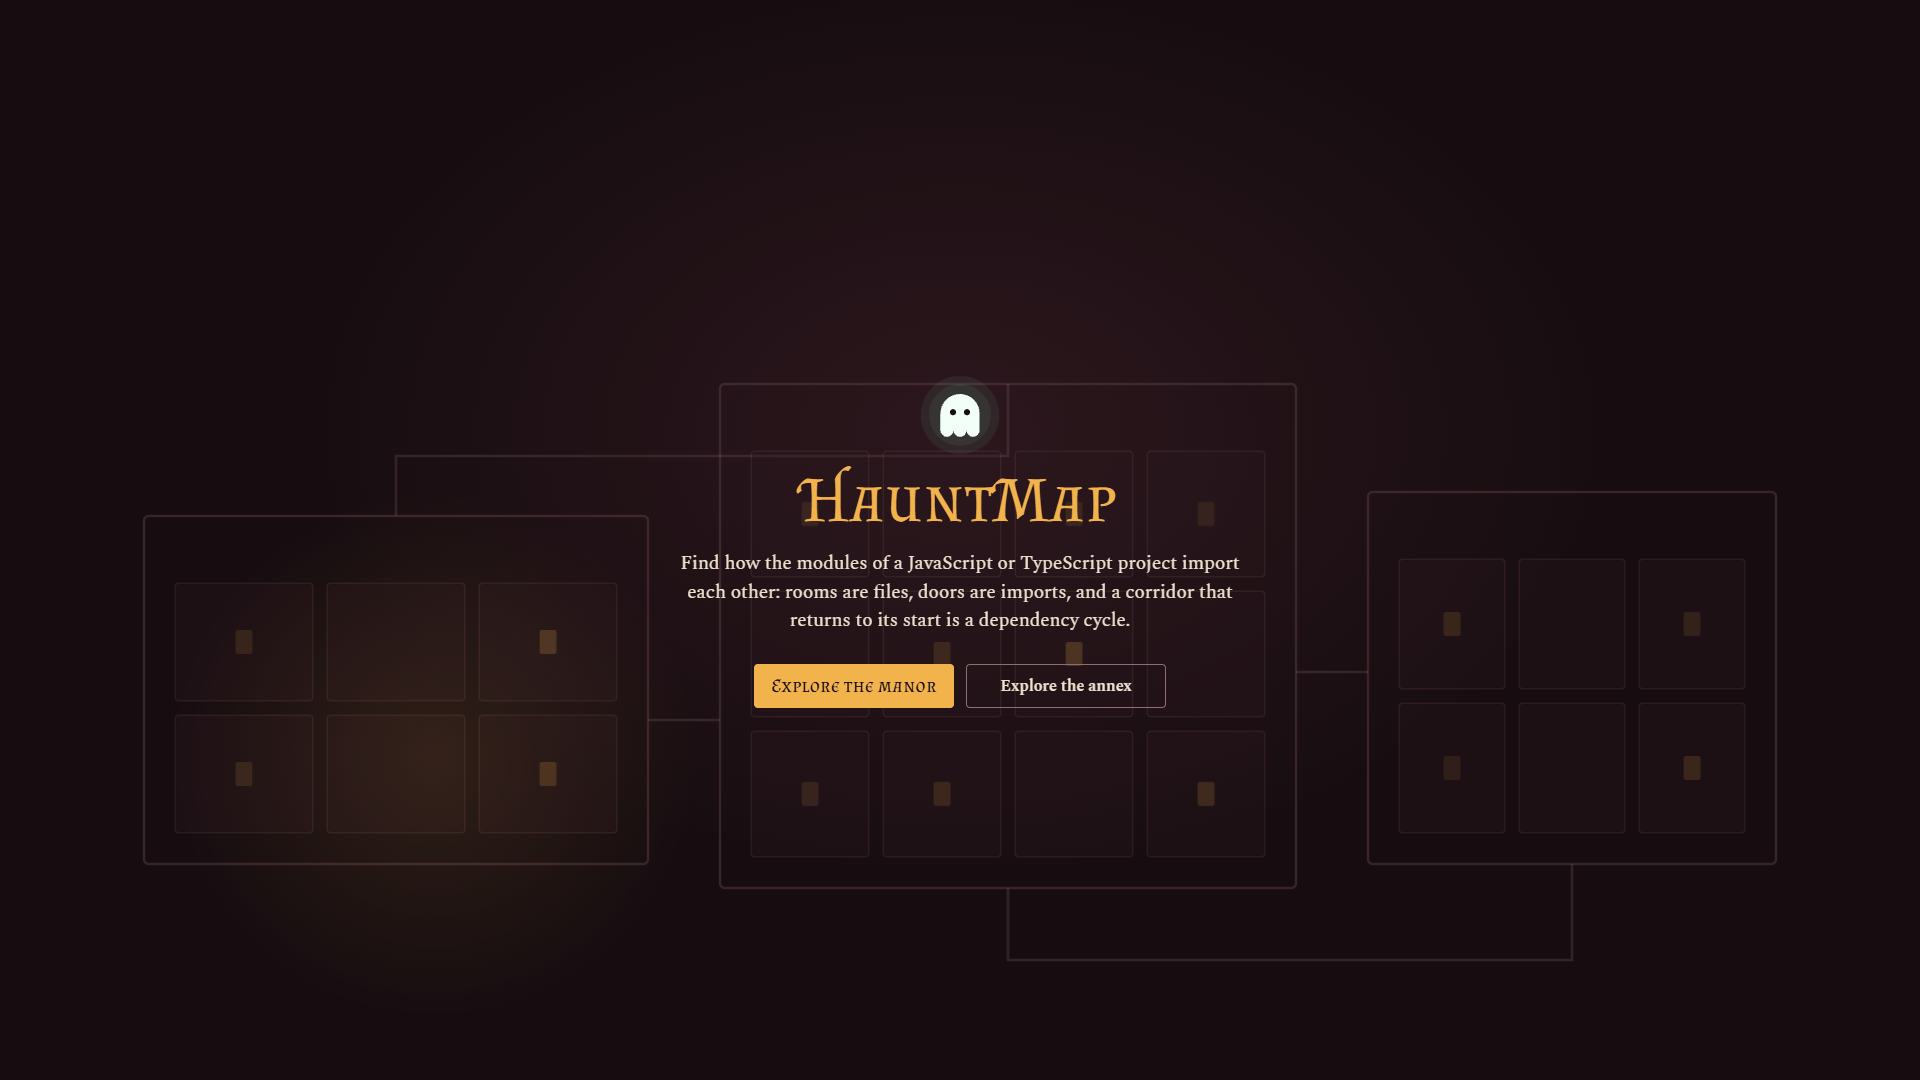 HauntMap
Find how the modules of a JavaScript or TypeScript project import
each other: rooms are files, doors are imports, and a corridor that
returns to its start is a dependency cycle.
Explore the manor
Explore the annex